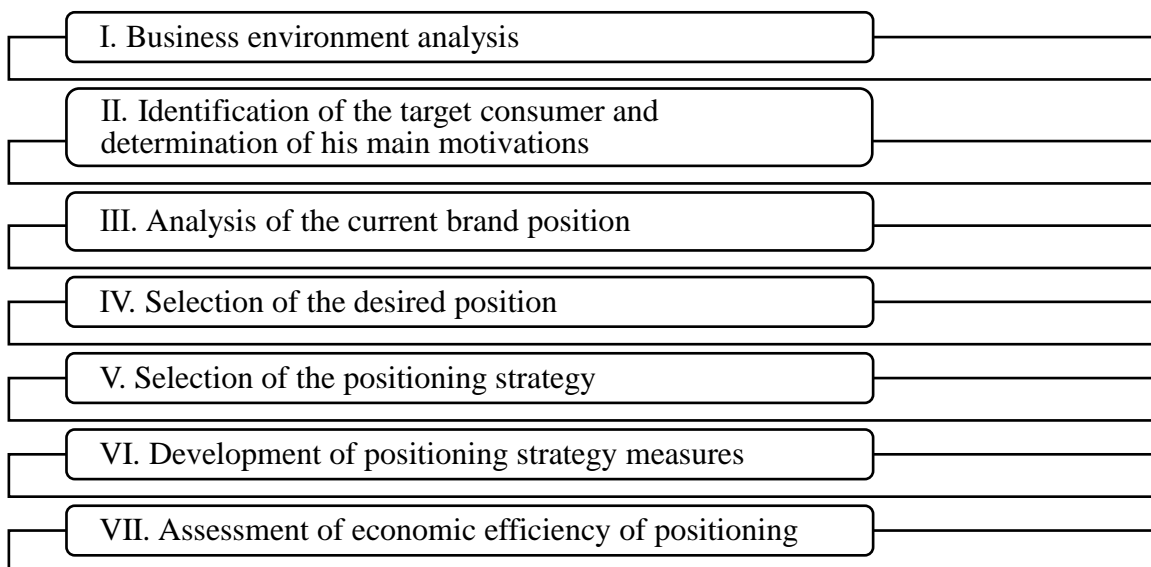 I. Business environment analysis
II. Identification of the target consumer and
determination of his main motivations
III. Analysis of the current brand position
IV. Selection of the desired position
V. Selection of the positioning strategy
VI. Development of positioning strategy measures
VII. Assessment of economic efficiency of positioning